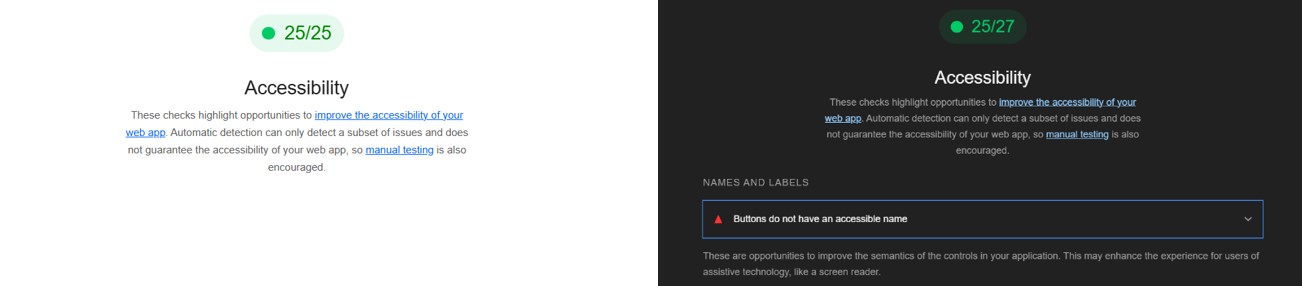 25/25
Accessibility
These checks highlight opportunities to improve the accessibility of your
web app. Automatic detection can only detect a subset of issues and does
not guarantee the accessibility of your web app, so manual testing is also
encouraged.
25/27
Accessibility
These checks highlight opportunities to improve the accessibility of your
web app. Automatic detection can only detect a subset of issues and does
not guarantee the accessibility of your web app, so manual testing is also
encouraged.
NAMES AND LABELS
Buttons do not have an accessible name
These are opportunities to improve the semantics of the controls in your application. This may enhance the experience for users of
assistive technology, like a screen reader.